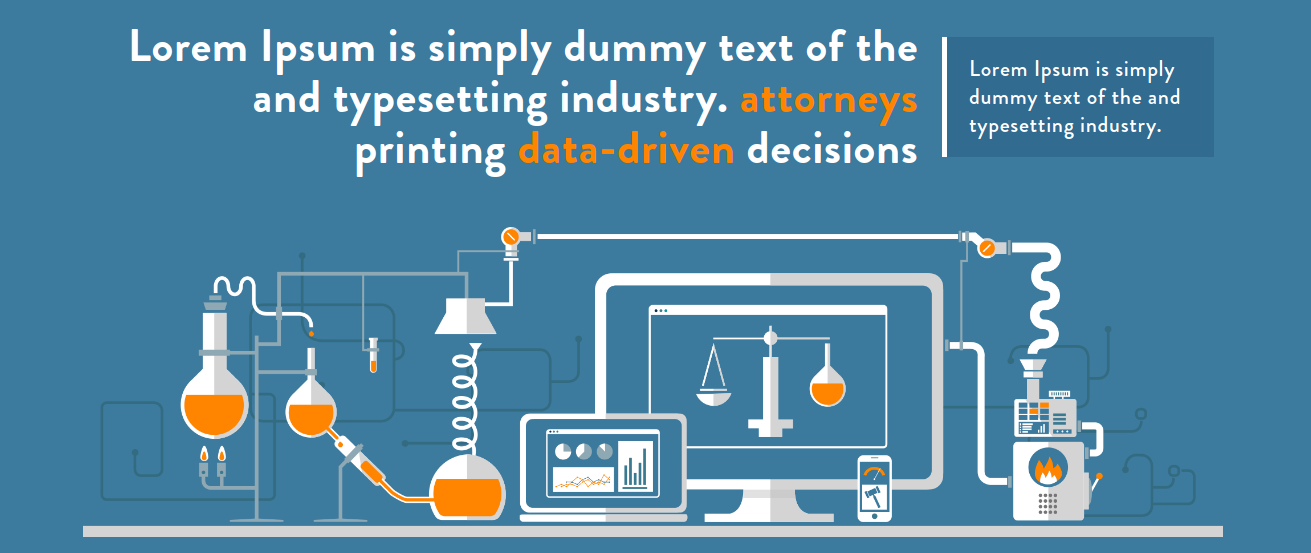 Lorem Ipsum is simply dummy text of the
and typesetting industry. attorneys
printing data-driven decisions
Lorem Ipsum is simply
dummy text of the and
typesetting industry.